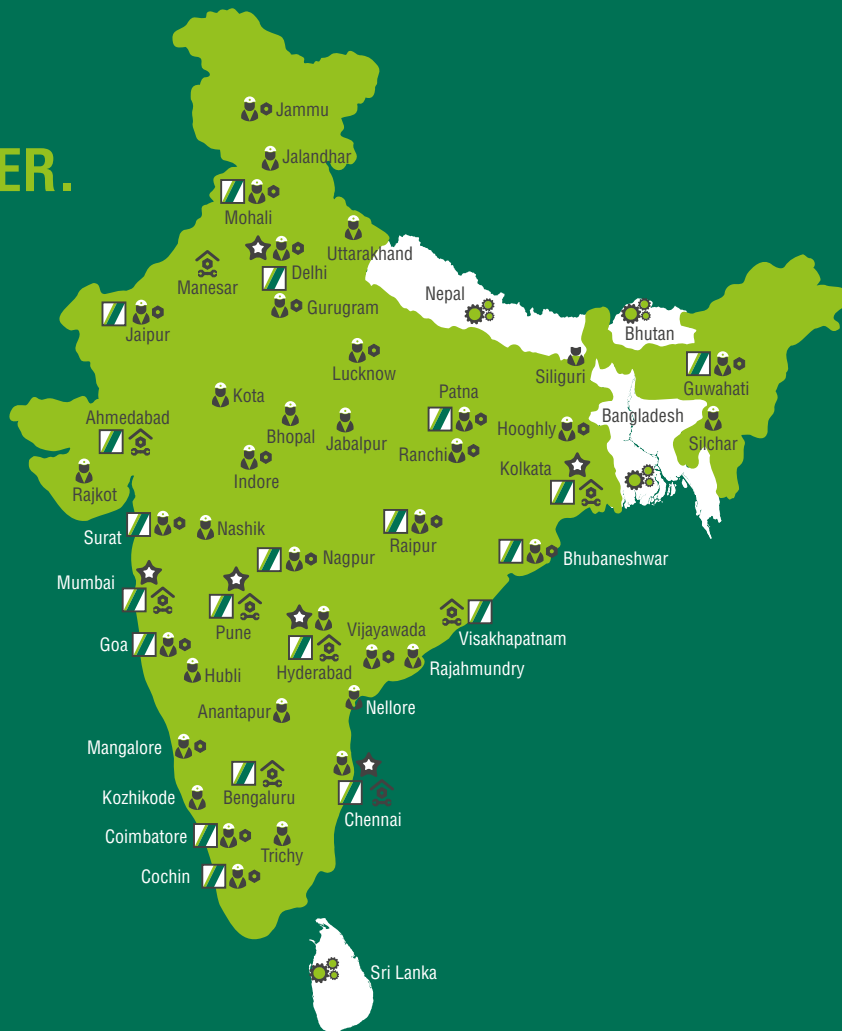 Jammu
Jalandhar
ER.
Mohali
Uttarakhand
Delhi
Manesar
Nepal
Gurugram
Jaipur
Bhutan
Lucknow
Siliguri
Guwahati
Kota
Patna
Ahmedabad
Bhopal
Jabalpur
Hooghly
Bangladesh
Silchar
Ranchi
Indore
Kolkata
Rajkot
Surat
Nashik
Nagpur
Raipur
Bhubaneshwar
Mumbai
Pune
Visakhapatnam
Goa
Vijayawada
Hyderabad
Rajahmundry
Hubli
Anantapur
Nellore
Mangalore
Kozhikode
Bengaluru
Chennai
Coimbatore
Trichy
Cochin
Sri Lanka